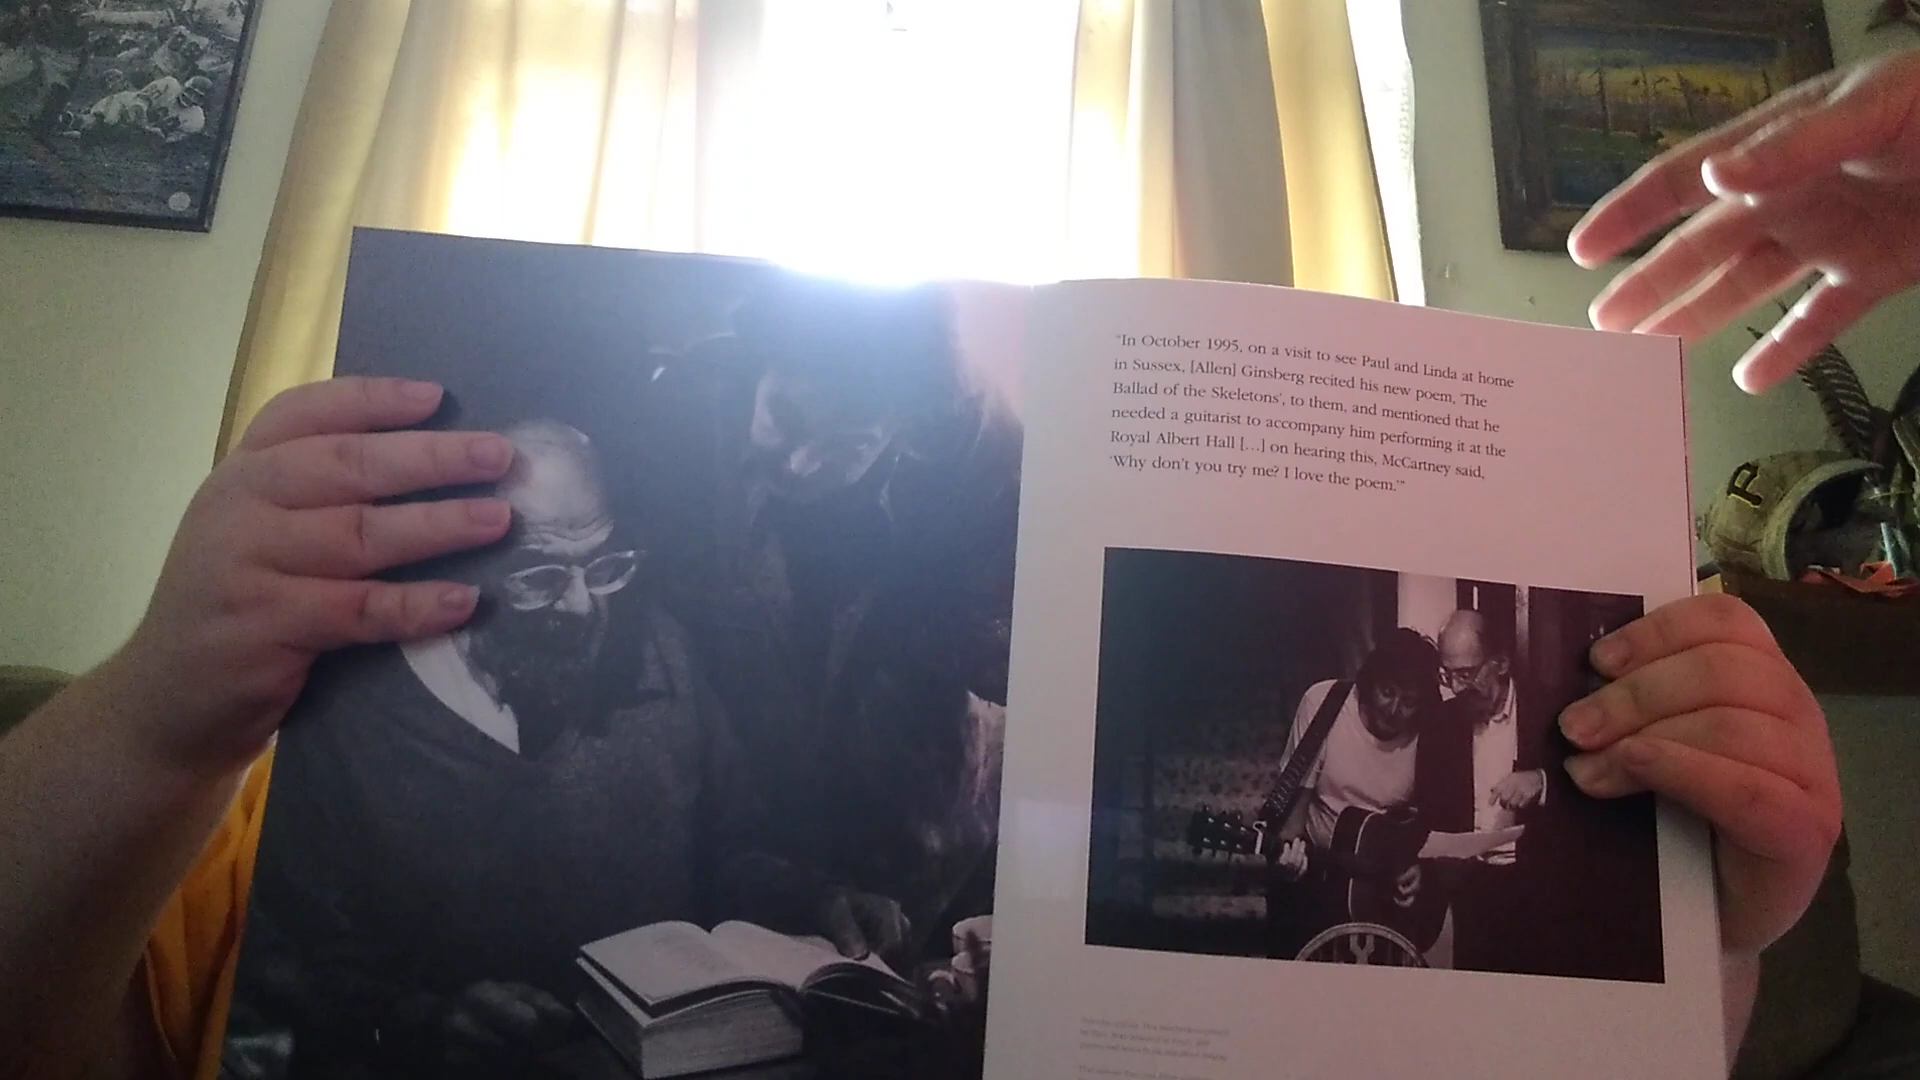 "In October 1995, on a visit to see Paul and Linda at home
in Sussex, [Allen] Ginsberg recited his new poem, 'The
Ballad of the Skeletons', to them, and mentioned that he
needed a guitarist to accompany him performing it at the
Royal Albert Hall [...] on hearing this, McCartney said,
'Why don't you try me? I love the poem.'"
P